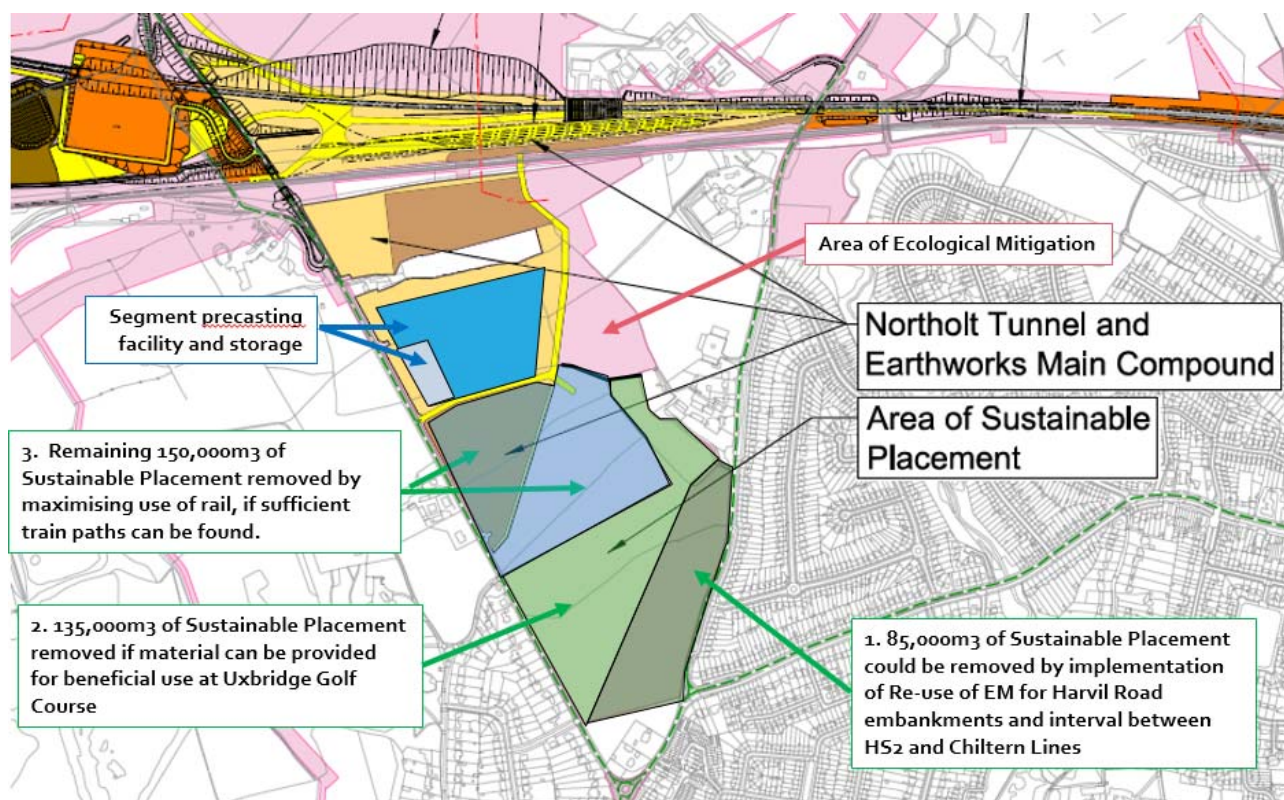 Area of Ecological Mitigation
Segment precasting
facility and storage
Northolt Tunnel and
Earthworks Main Compound
Area of Sustainable
Placement
3. Remaining 150,000m3 of
Sustainable Placement removed by
maximising use of rail, if sufficient
train paths can be found.
2. 135,000m3 of Sustainable Placement
removed if material can be provided
for beneficial use at Uxbridge Golf
Course
1. 85,000m3 of Sustainable Placement
could be removed by implementation
of Re-use of EM for Harvil Road
embankments and interval between
HS2 and Chiltern Lines